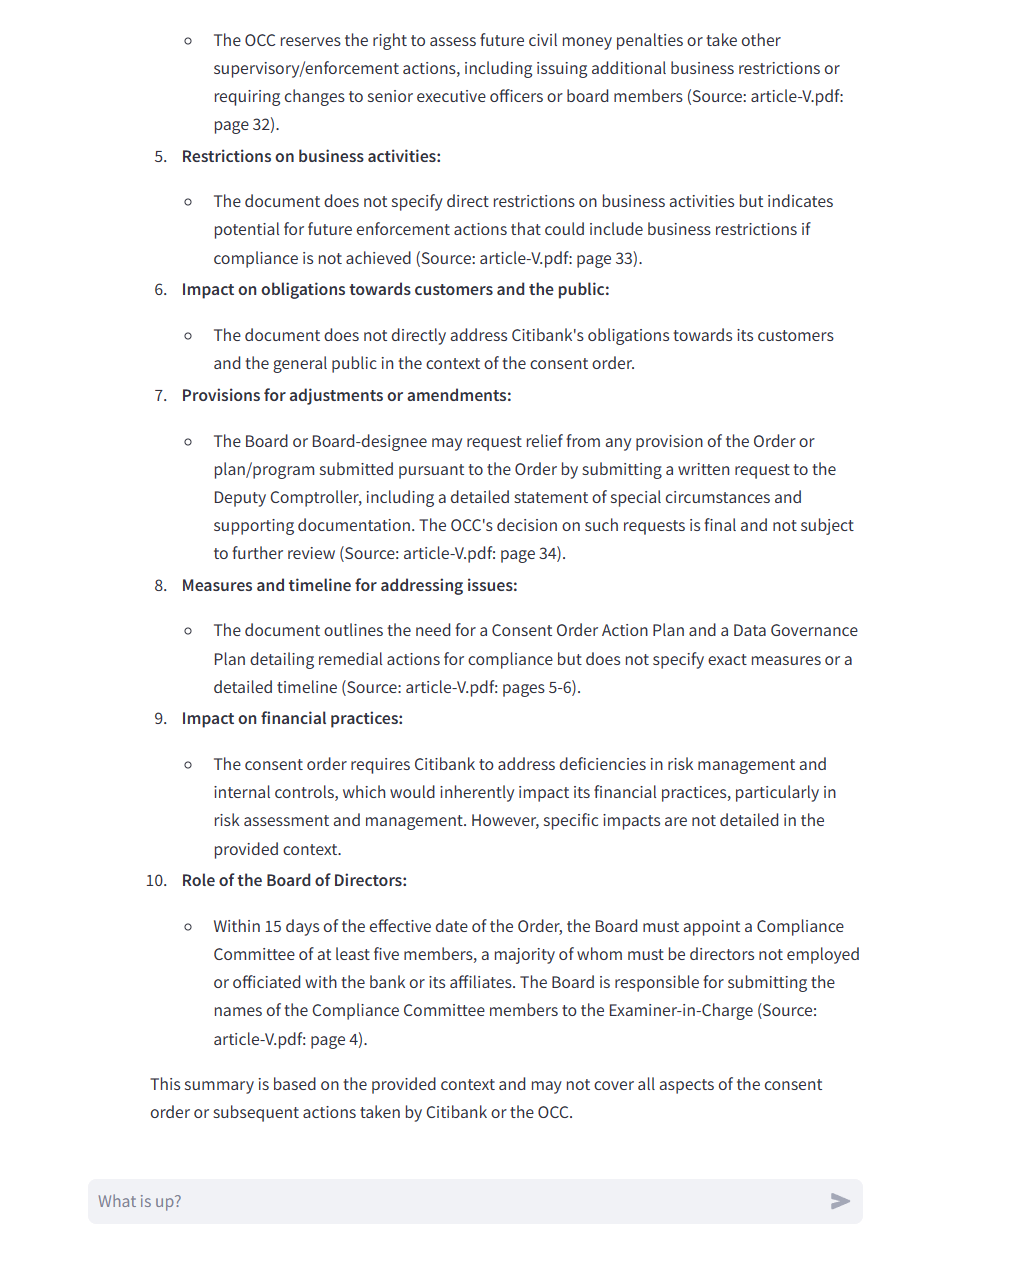 The OCC reserves the right to assess future civil money penalties or take other
supervisory/enforcement actions, including issuing additional business restrictions or
requiring changes to senior executive officers or board members (Source: article-V.pdf:
page 32).
5. Restrictions on business activities:
The document does not specify direct restrictions on business activities but indicates
potential for future enforcement actions that could include business restrictions if
compliance is not achieved (Source: article-V.pdf: page 33).
6. Impact on obligations towards customers and the public:
The document does not directly address Citibank's obligations towards its customers
and the general public in the context of the consent order.
7. Provisions for adjustments or amendments:
The Board or Board-designee may request relief from any provision of the Order or
plan/program submitted pursuant to the Order by submitting a written request to the
Deputy Comptroller, including a detailed statement of special circumstances and
supporting documentation. The OCC's decision on such requests is final and not subject
to further review (Source: article-V.pdf: page 34).
8. Measures and timeline for addressing issues:
The document outlines the need for a Consent Order Action Plan and a Data Governance
Plan detailing remedial actions for compliance but does not specify exact measures or a
detailed timeline (Source: article-V.pdf: pages 5-6).
9. Impact on financial practices:
The consent order requires Citibank to address deficiencies in risk management and
internal controls, which would inherently impact its financial practices, particularly in
risk assessment and management. However, specific impacts are not detailed in the
provided context.
10. Role of the Board of Directors:
Within 15 days of the effective date of the Order, the Board must appoint a Compliance
Committee of at least five members, a majority of whom must be directors not employed
or officiated with the bank or its affiliates. The Board is responsible for submitting the
names of the Compliance Committee members to the Examiner-in-Charge (Source:
article-V.pdf: page 4).
This summary is based on the provided context and may not cover all aspects of the consent
order or subsequent actions taken by Citibank or the OCC.
What is up?